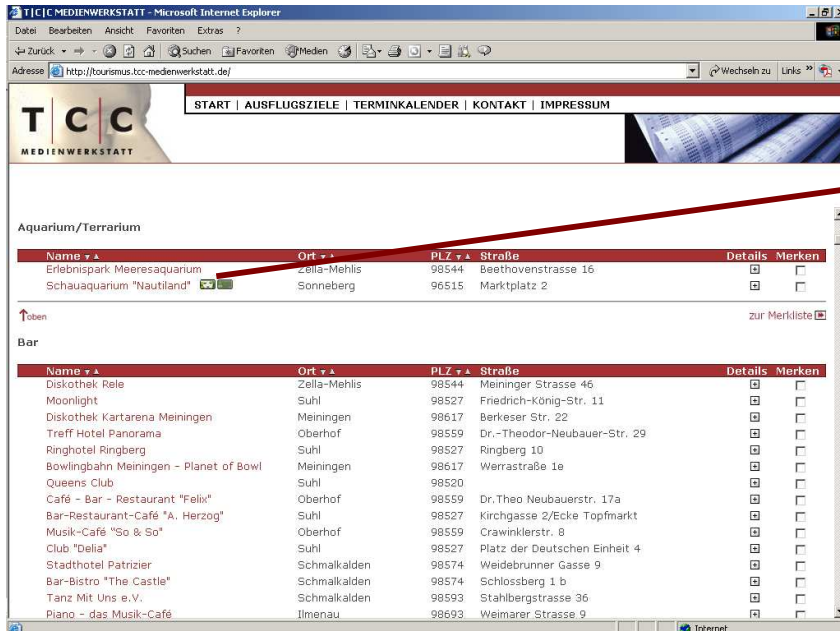 T|C|C MEDIENWERKSTATT - Microsoft Internet Explorer
Datei Bearbeiten Ansicht Favoriten Extras ?
Zurück Suchen Favoriten Medien
Adresse http://tourismus.tcc-medienwerkstatt.de/ Wechseln zu Links »
START | AUSFLUGSZIELE | TERMINKALENDER | KONTAKT | IMPRESSUM
T|C|C
MEDIENWERKSTATT
Aquarium/Terrarium
Name Ort PLZ Straße Details Merken
Erlebnispark Meeresaquarium Zella-Mehlis 98544 Beethovenstrasse 16
Schauaquarium "Nautiland" Sonneberg 96515 Marktplatz 2
oben zur Merkliste
Bar
Name Ort PLZ Straße Details Merken
Diskothek Rele Zella-Mehlis 98544 Meininger Strasse 46
Moonlight Suhl 98527 Friedrich-König-Str. 11
Diskothek Kartarena Meiningen Meiningen 98617 Berkeser Str. 22
Treff Hotel Panorama Oberhof 98559 Dr.-Theodor-Neubauer-Str. 29
Ringhotel Ringberg Suhl 98527 Ringberg 10
Bowlingbahn Meiningen - Planet of Bowl Meiningen 98617 Werrastraße 1e
Queens Club Suhl 98520
Café - Bar - Restaurant "Felix" Oberhof 98559 Dr.Theo Neubauerstr. 17a
Bar-Restaurant-Café "A. Herzog" Suhl 98527 Kirchgasse 2/Ecke Topfmarkt
Musik-Café "So & So" Oberhof 98559 Crawinklerstr. 8
Club "Delia" Suhl 98527 Platz der Deutschen Einheit 4
Stadthotel Patrizier Schmalkalden 98574 Weidebrunner Gasse 9
Bar-Bistro "The Castle" Schmalkalden 98574 Schlossberg 1 b
Tanz Mit Uns e.V. Schmalkalden 98593 Stahlbergstrasse 36
Piano - das Musik-Café Ilmenau 98693 Weimarer Strasse 9
Internet